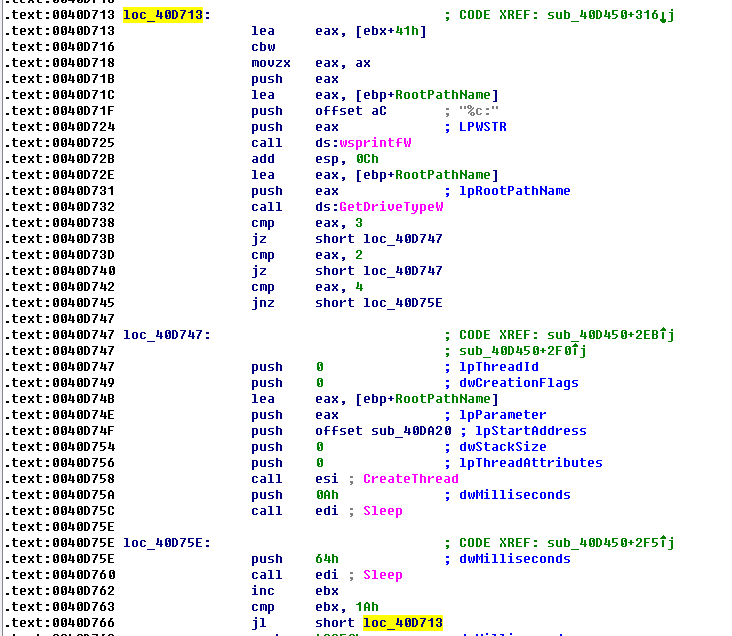 .text:0040D713 loc_40D713: ; CODE XREF: sub_40D450+316↓j
.text:0040D713 lea eax, [ebx+41h]
.text:0040D716 cbw
.text:0040D718 movzx eax, ax
.text:0040D71B push eax
.text:0040D71C lea eax, [ebp+RootPathName]
.text:0040D71F push offset aC ; "%c:"
.text:0040D724 push eax ; LPWSTR
.text:0040D725 call ds:wsprintfW
.text:0040D72B add esp, 0Ch
.text:0040D72E lea eax, [ebp+RootPathName]
.text:0040D731 push eax ; lpRootPathName
.text:0040D732 call ds:GetDriveTypeW
.text:0040D738 cmp eax, 3
.text:0040D73B jz short loc_40D747
.text:0040D73D cmp eax, 2
.text:0040D740 jz short loc_40D747
.text:0040D742 cmp eax, 4
.text:0040D745 jnz short loc_40D75E
.text:0040D747
.text:0040D747 loc_40D747: ; CODE XREF: sub_40D450+2EB↑j
.text:0040D747 ; sub_40D450+2F0↑j
.text:0040D747 push 0 ; lpThreadId
.text:0040D749 push 0 ; dwCreationFlags
.text:0040D74B lea eax, [ebp+RootPathName]
.text:0040D74E push eax ; lpParameter
.text:0040D74F push offset sub_40DA20 ; lpStartAddress
.text:0040D754 push 0 ; dwStackSize
.text:0040D756 push 0 ; lpThreadAttributes
.text:0040D758 call esi ; CreateThread
.text:0040D75A push 0Ah ; dwMilliseconds
.text:0040D75C call edi ; Sleep
.text:0040D75E
.text:0040D75E loc_40D75E: ; CODE XREF: sub_40D450+2F5↑j
.text:0040D75E push 64h ; dwMilliseconds
.text:0040D760 call edi ; Sleep
.text:0040D762 inc ebx
.text:0040D763 cmp ebx, 1Ah
.text:0040D766 jl short loc_40D713